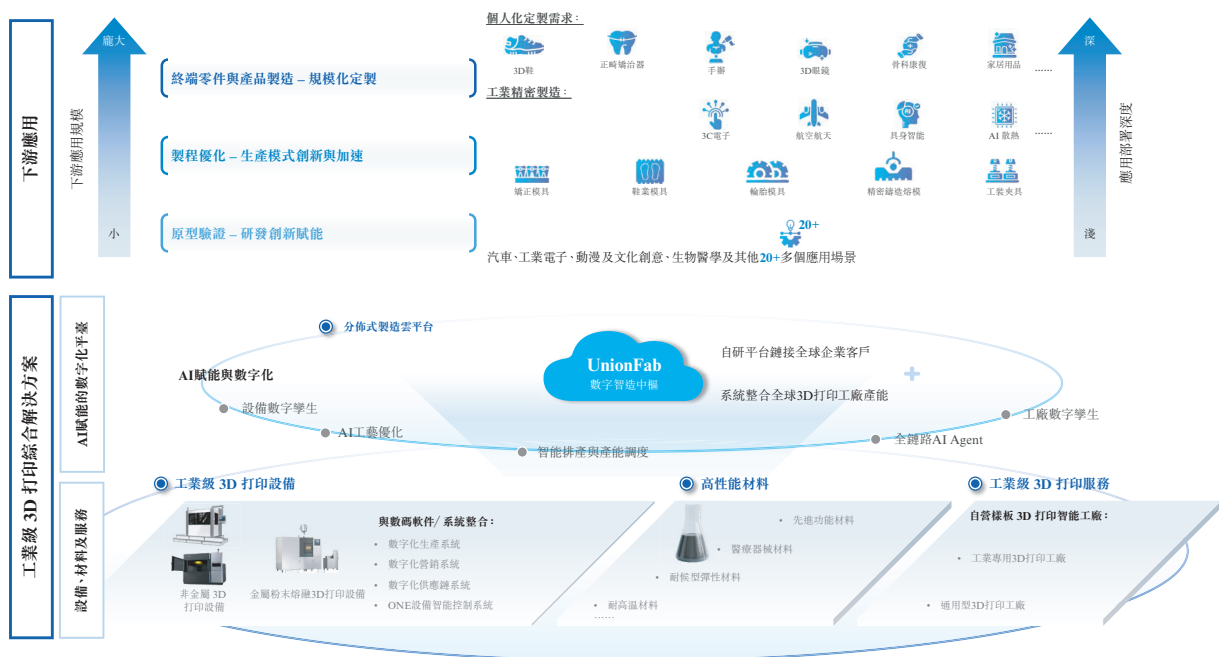 下游應用
下游應用規模
龐大
小
終端零件與產品製造 – 規模化定製
製程優化 – 生產模式創新與加速
原型驗證 – 研發創新賦能
個人化定製需求：
3D鞋
正畸矯治器
手辦
3D眼鏡
骨科康復
家居用品
......
工業精密製造：
3C電子
航空航天
具身智能
AI 散熱
......
矯正模具
鞋業模具
輪胎模具
精密鑄造熔模
工裝夾具
20+
汽車、工業電子、動漫及文化創意、生物醫學及其他20+多個應用場景
深
淺
應用部署深度
工業級 3D 打印綜合解決方案
AI賦能的數字化平臺
分佈式製造雲平台
UnionFab
數字智造中樞
自研平台鏈接全球企業客戶
系統整合全球3D打印工廠產能
AI賦能與數字化
設備數字孿生
AI工藝優化
智能排產與產能調度
全鏈路AI Agent
工廠數字孿生
設備、材料及服務
工業級 3D 打印設備
非金屬 3D
打印設備
金屬粉末熔融3D打印設備
與數碼軟件/ 系統整合：
• 數字化生產系統
• 數字化營銷系統
• 數字化供應鏈系統
• ONE設備智能控制系統
高性能材料
• 先進功能材料
• 醫療器械材料
• 耐候型彈性材料
• 耐高溫材料
......
工業級 3D 打印服務
自營樣板 3D 打印智能工廠：
• 工業專用3D打印工廠
• 通用型3D打印工廠